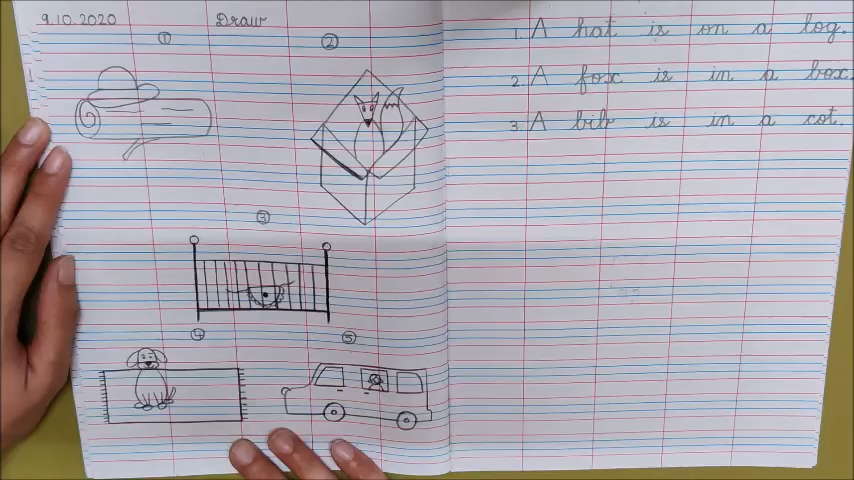 9.10.2020 Draw
①
②
③
④
⑤
1. A hat is on a log.
2. A fox is in a box.
3. A bib is in a cot.